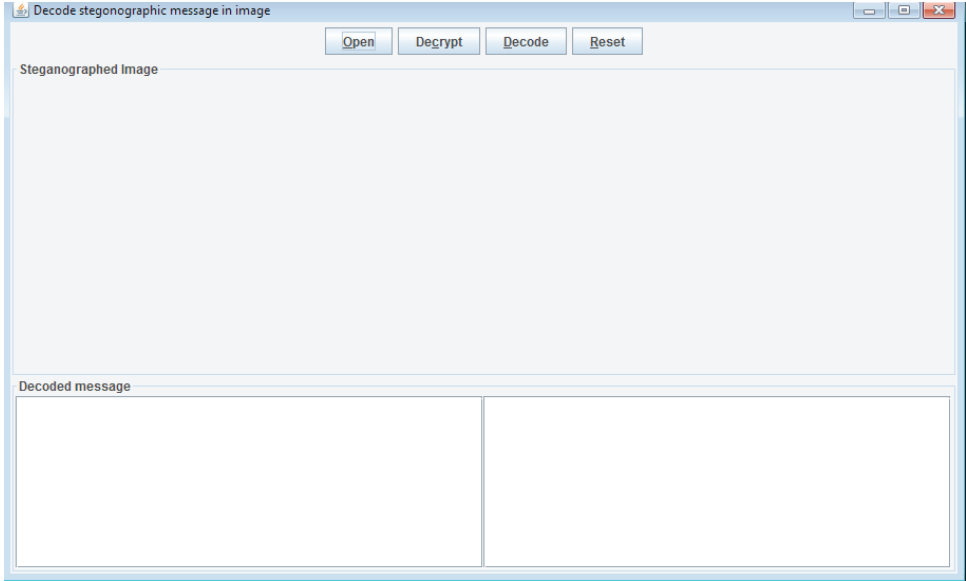 Decode stegonographic message in image
Open Decrypt Decode Reset
Steganographed Image
Decoded message